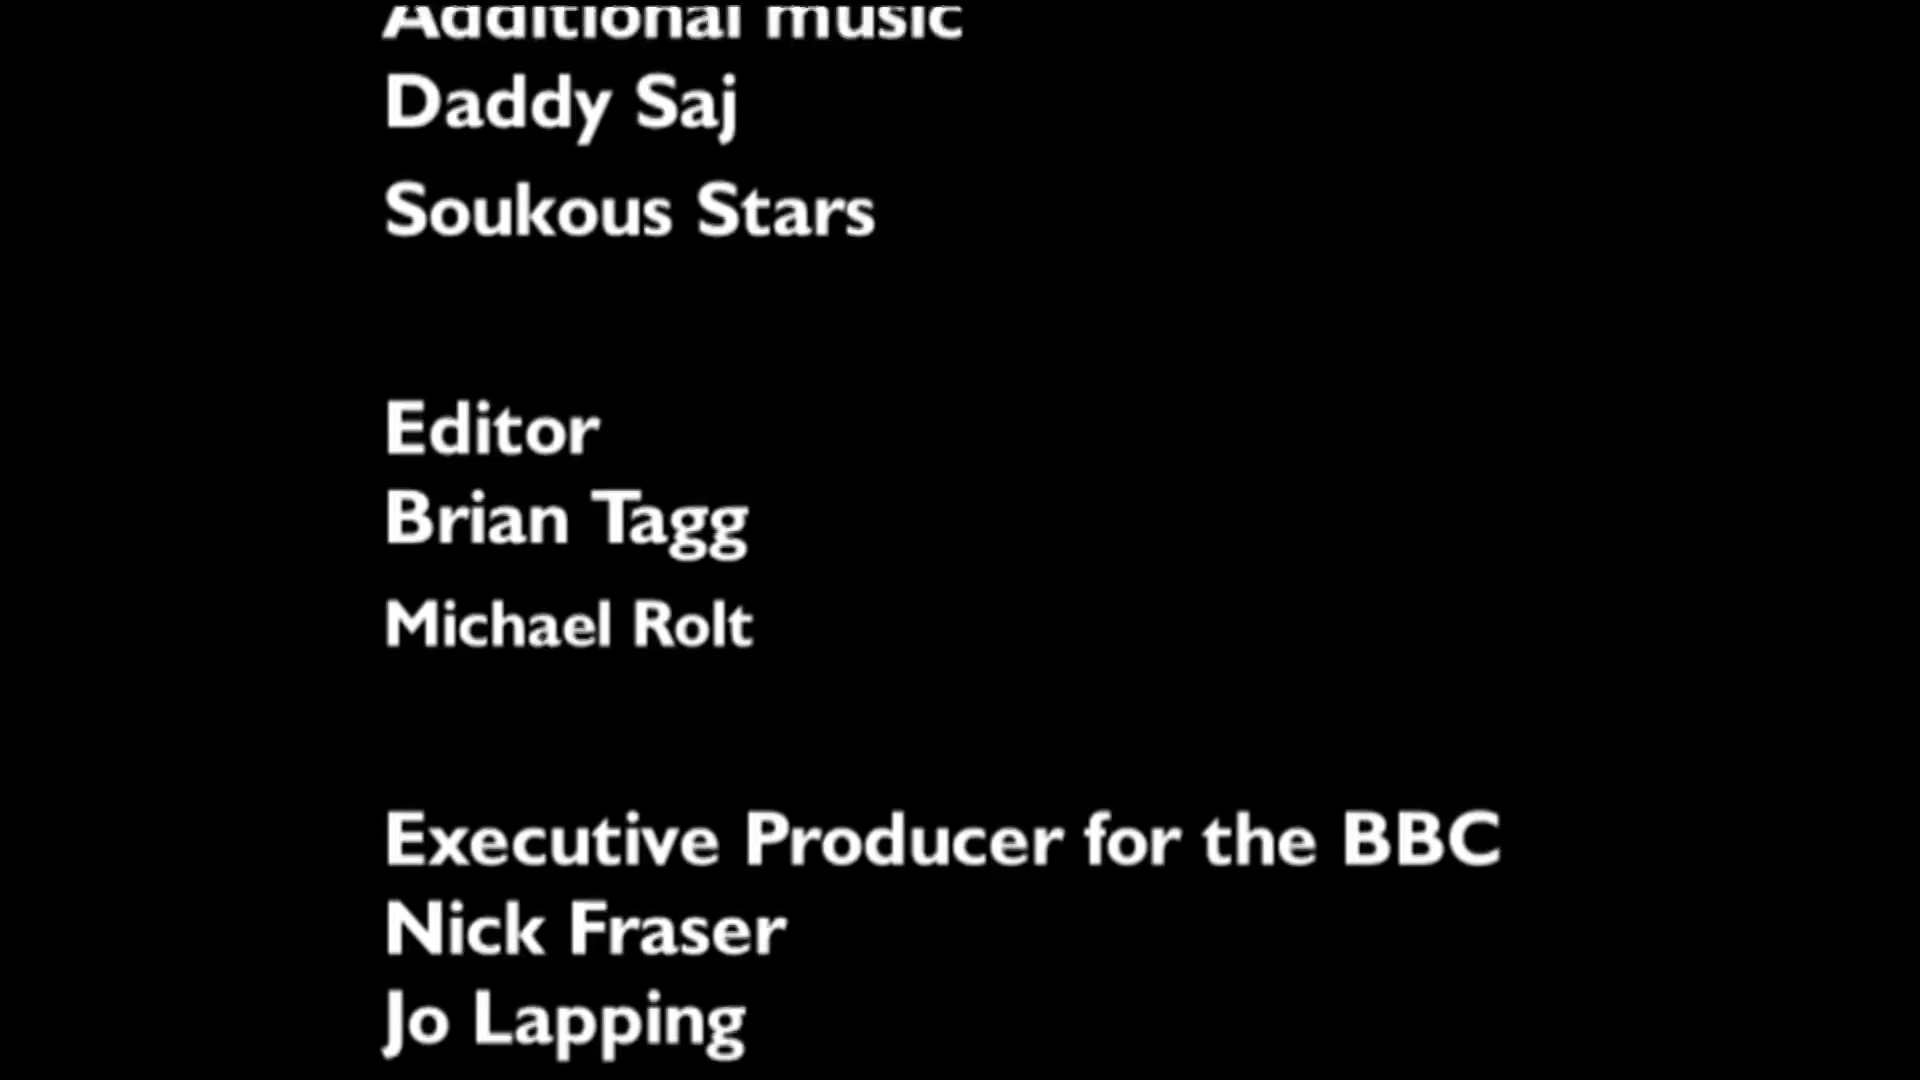 Additional music
Daddy Saj
Soukous Stars
Editor
Brian Tagg
Michael Rolt
Executive Producer for the BBC
Nick Fraser
Jo Lapping